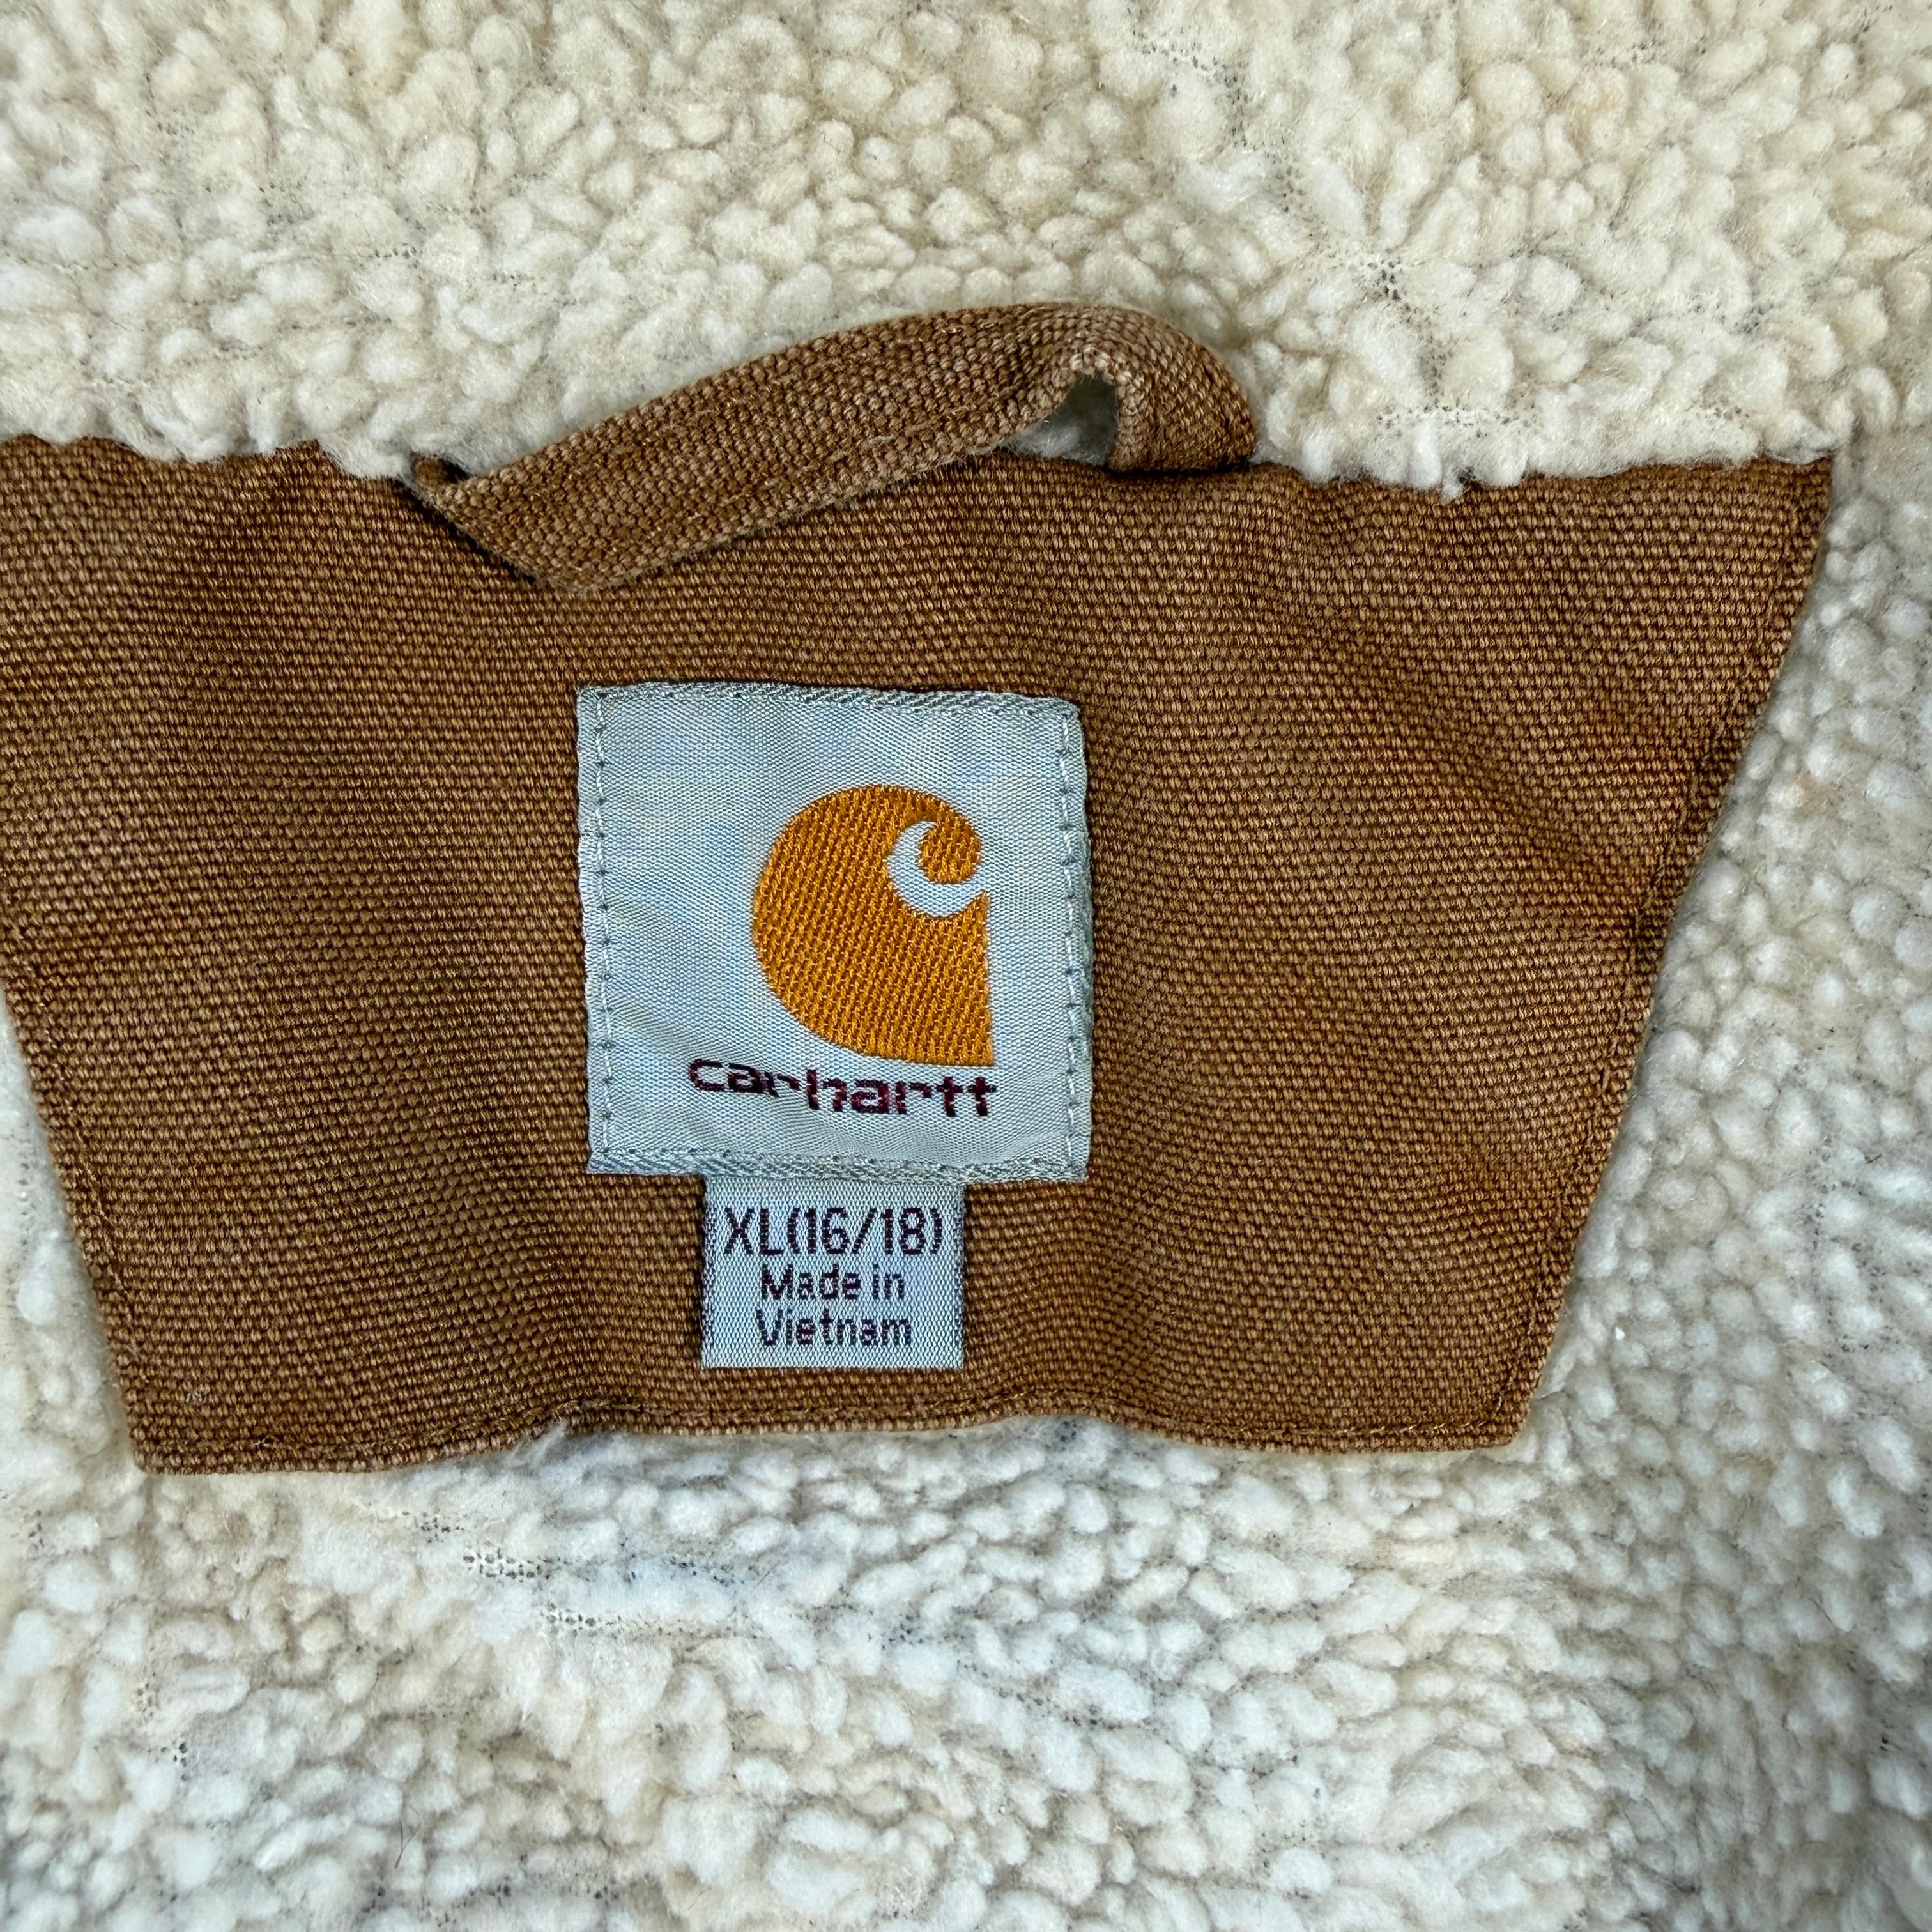 carhartt
XL(16/18)
Made in
Vietnam